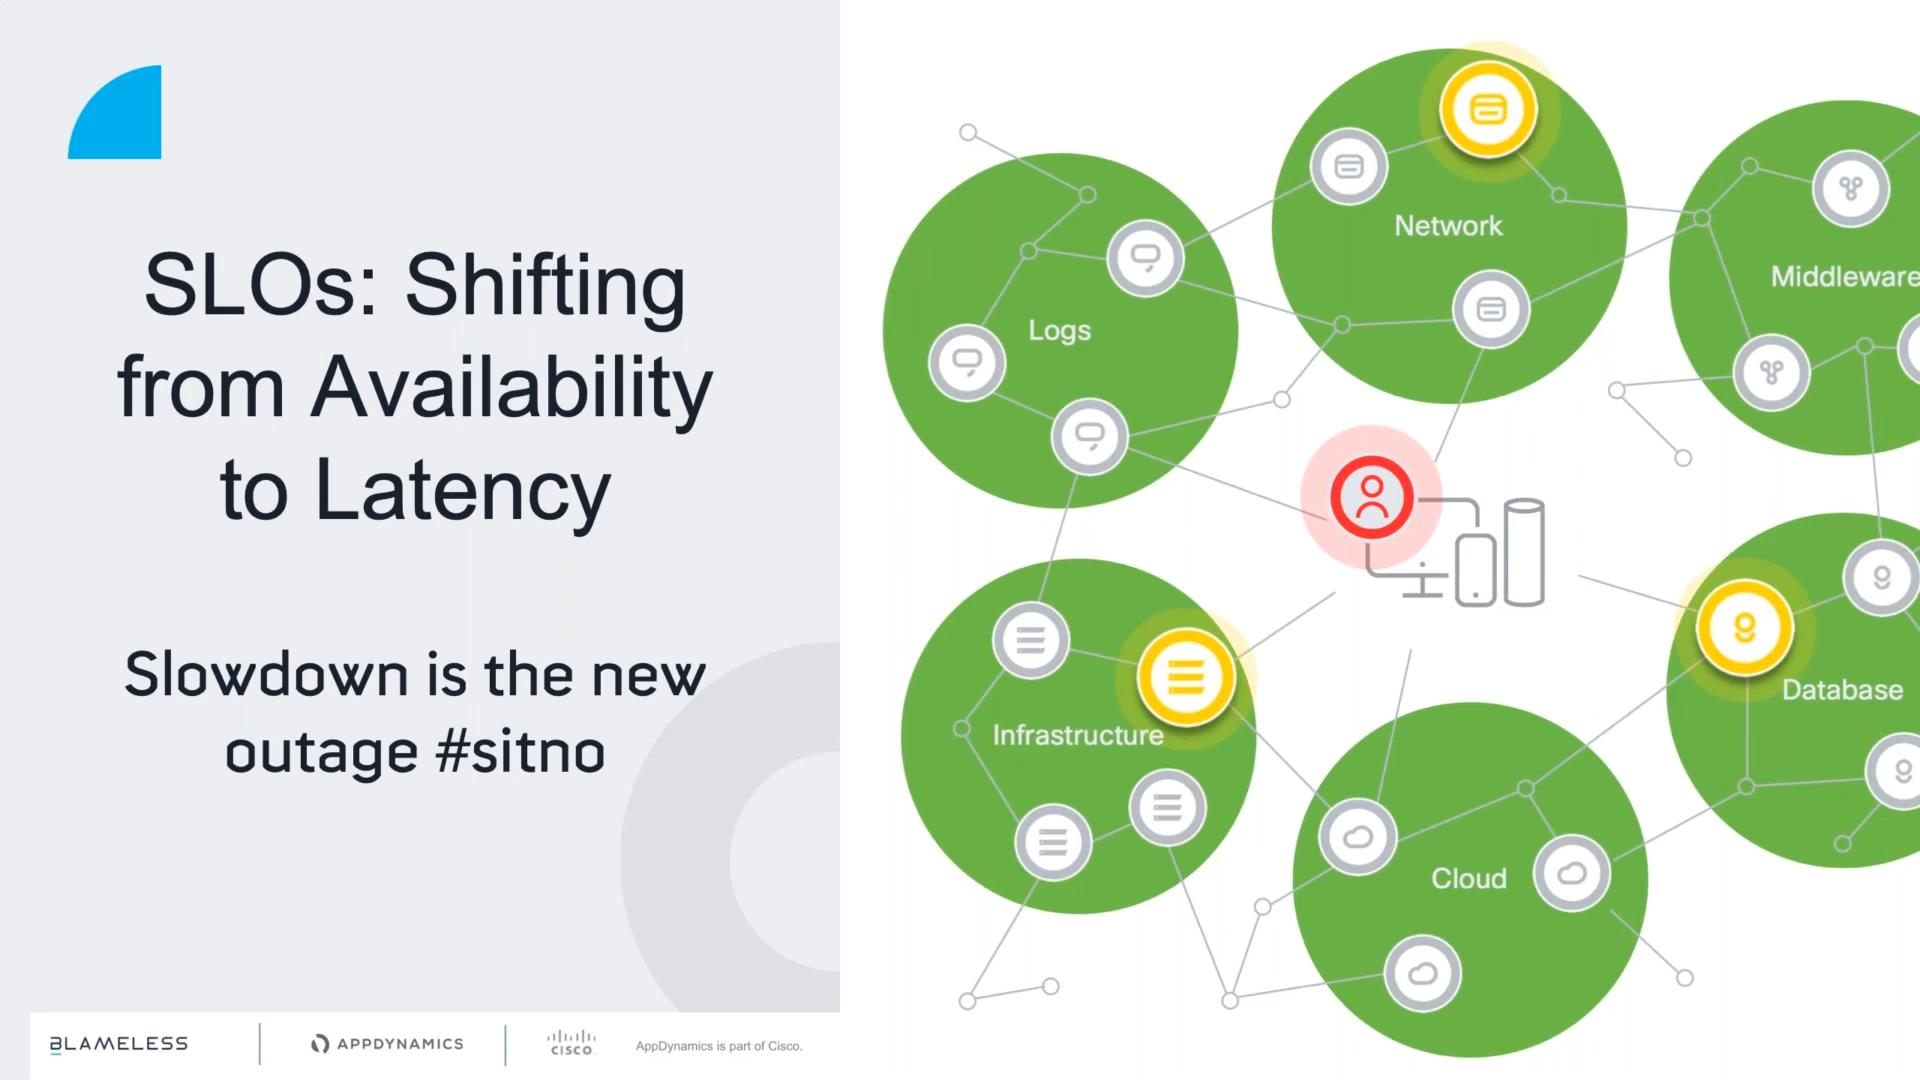 SLOs: Shifting
from Availability
to Latency
Slowdown is the new
outage #sitno
BLAMELESS
APPDYNAMICS
CISCO
AppDynamics is part of Cisco.
Network
Middleware
Logs
Infrastructure
Database
Cloud